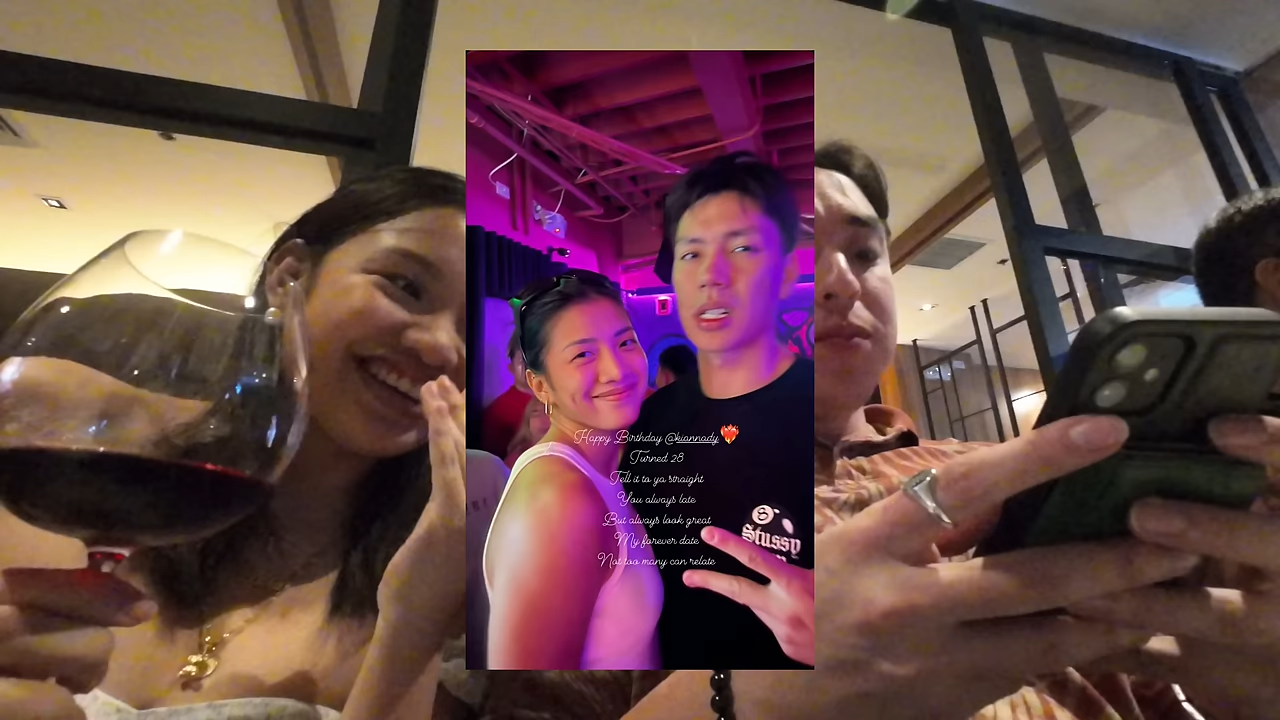 Happy Birthday @kiannady❤️‍🔥
Turned 28
Tell it to ya straight
You always late
But always look great
My forever date
Not too many can relate
8
Stussy